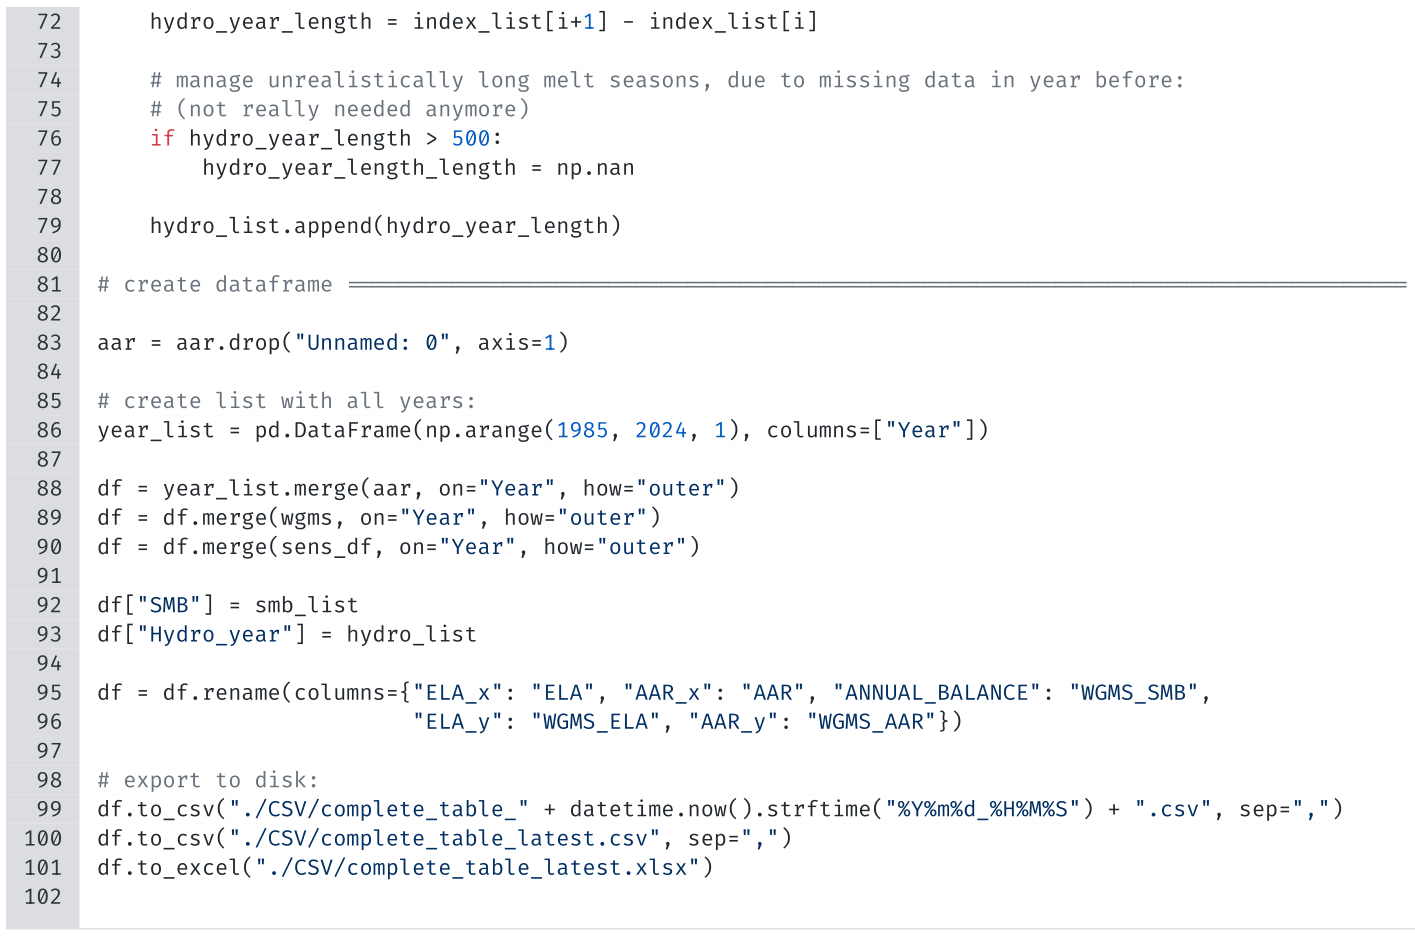 72 hydro_year_length = index_list[i+1] - index_list[i]
73
74 # manage unrealistically long melt seasons, due to missing data in year before:
75 # (not really needed anymore)
76 if hydro_year_length > 500:
77 hydro_year_length_length = np.nan
78
79 hydro_list.append(hydro_year_length)
80
81 # create dataframe =================================================================================
82
83 aar = aar.drop("Unnamed: 0", axis=1)
84
85 # create list with all years:
86 year_list = pd.DataFrame(np.arange(1985, 2024, 1), columns=["Year"])
87
88 df = year_list.merge(aar, on="Year", how="outer")
89 df = df.merge(wgms, on="Year", how="outer")
90 df = df.merge(sens_df, on="Year", how="outer")
91
92 df["SMB"] = smb_list
93 df["Hydro_year"] = hydro_list
94
95 df = df.rename(columns={"ELA_x": "ELA", "AAR_x": "AAR", "ANNUAL_BALANCE": "WGMS_SMB",
96 "ELA_y": "WGMS_ELA", "AAR_y": "WGMS_AAR"})
97
98 # export to disk:
99 df.to_csv("./CSV/complete_table_" + datetime.now().strftime("%Y%m%d_%H%M%S") + ".csv", sep=",")
100 df.to_csv("./CSV/complete_table_latest.csv", sep=",")
101 df.to_excel("./CSV/complete_table_latest.xlsx")
102